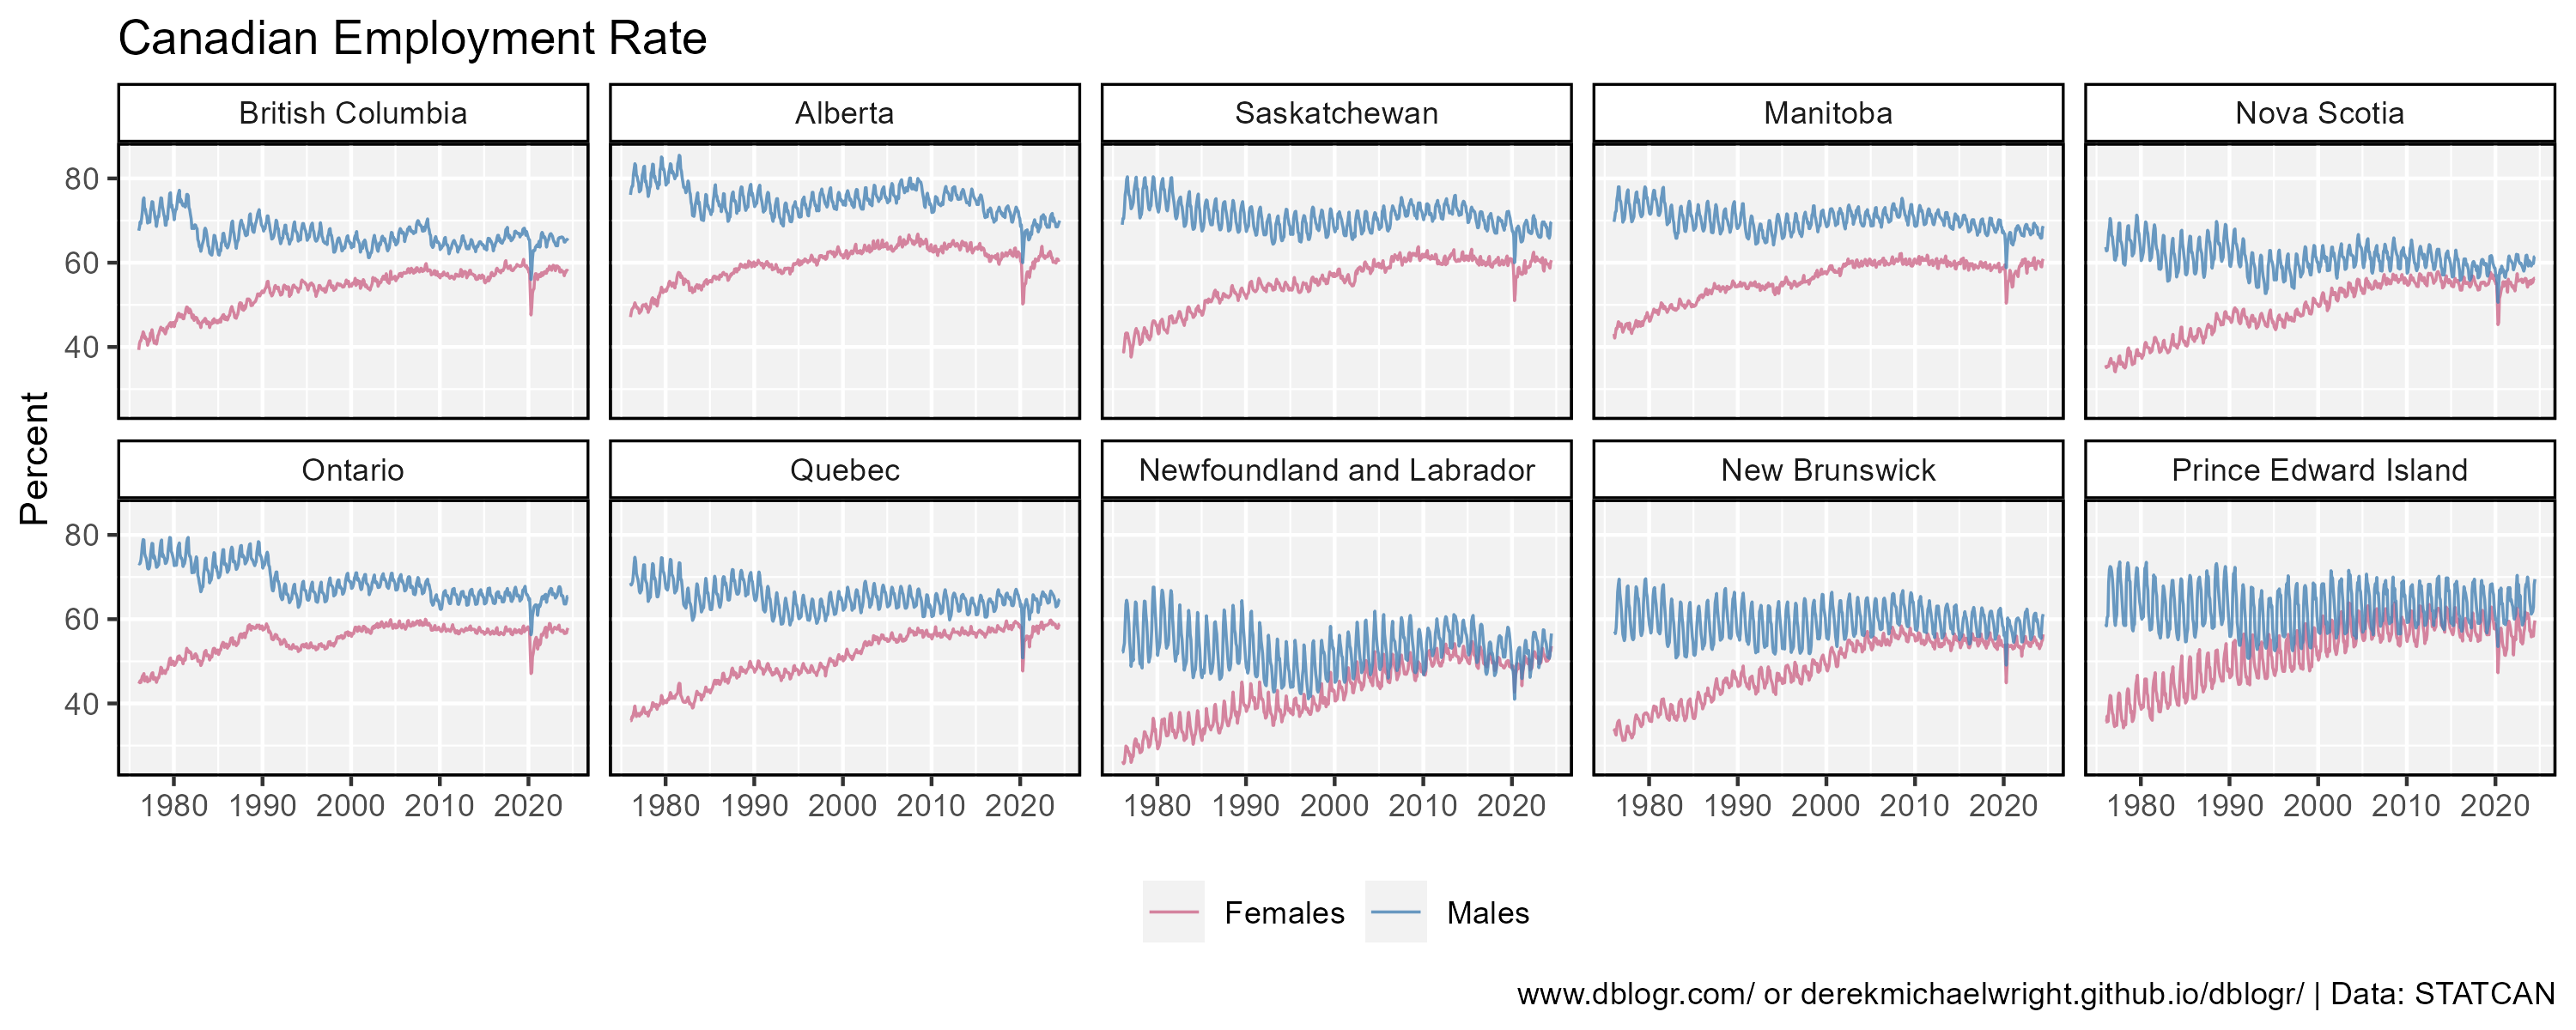 Canadian Employment Rate
British Columbia
Alberta
Saskatchewan
Manitoba
Nova Scotia
80
60
40
Percent
Ontario
Quebec
Newfoundland and Labrador
New Brunswick
Prince Edward Island
80
60
40
1980 1990 2000 2010 2020
1980 1990 2000 2010 2020
1980 1990 2000 2010 2020
1980 1990 2000 2010 2020
1980 1990 2000 2010 2020
Females
Males
www.dblogr.com/ or derekmichaelwright.github.io/dblogr/ | Data: STATCAN